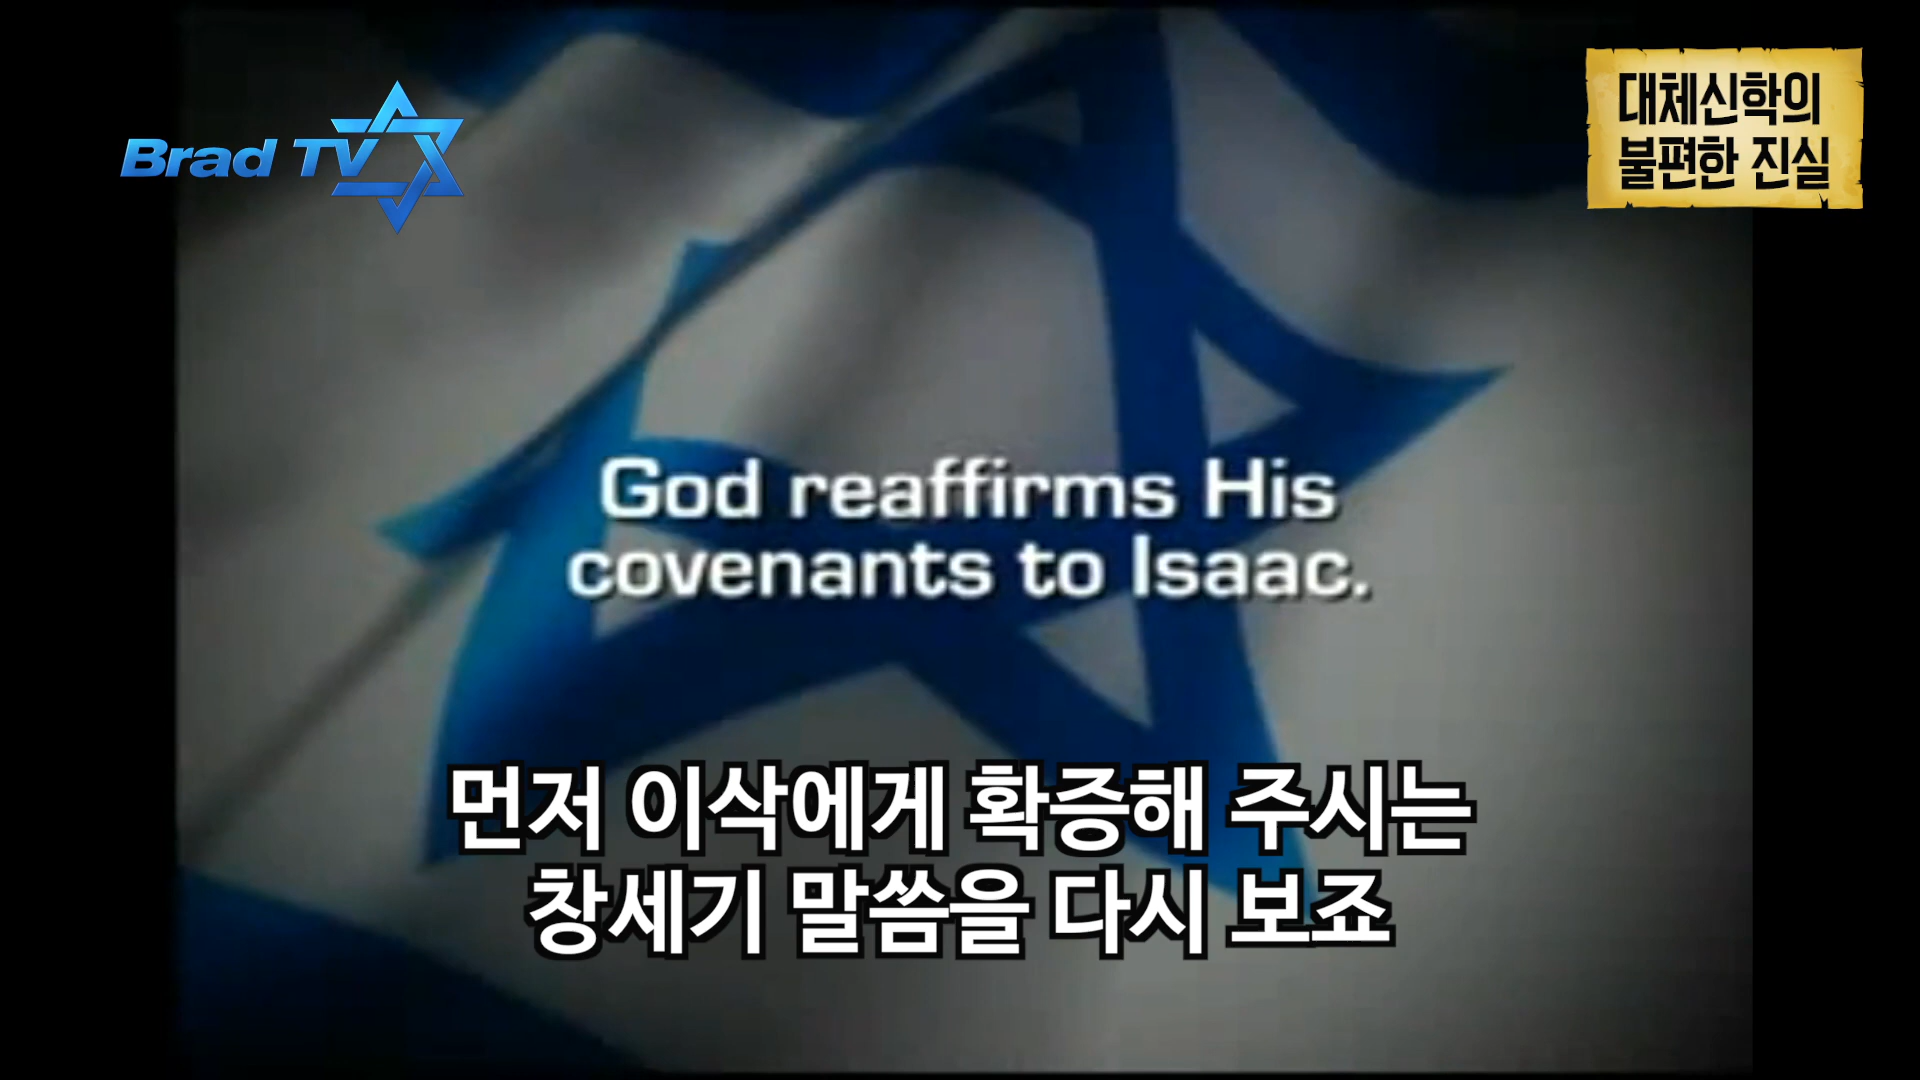 Brad TV
대체신학의
불편한 진실
God reaffirms His
covenants to Isaac.
먼저 이삭에게 확증해 주시는
창세기 말씀을 다시 보죠